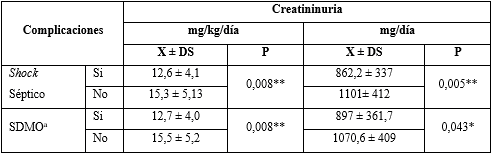 Complicaciones Creatininuria
mg/kg/día mg/día
X ± DS P X ± DS P
Shock Séptico Si 12,6 ± 4,1 0,008** 862,2 ± 337 0,005**
No 15,3 ± 5,13 1101± 412
SDMOª Si 12,7 ± 4,0 0,008** 897 ± 361,7 0,043*
No 15,5 ± 5,2 1070,6 ± 409